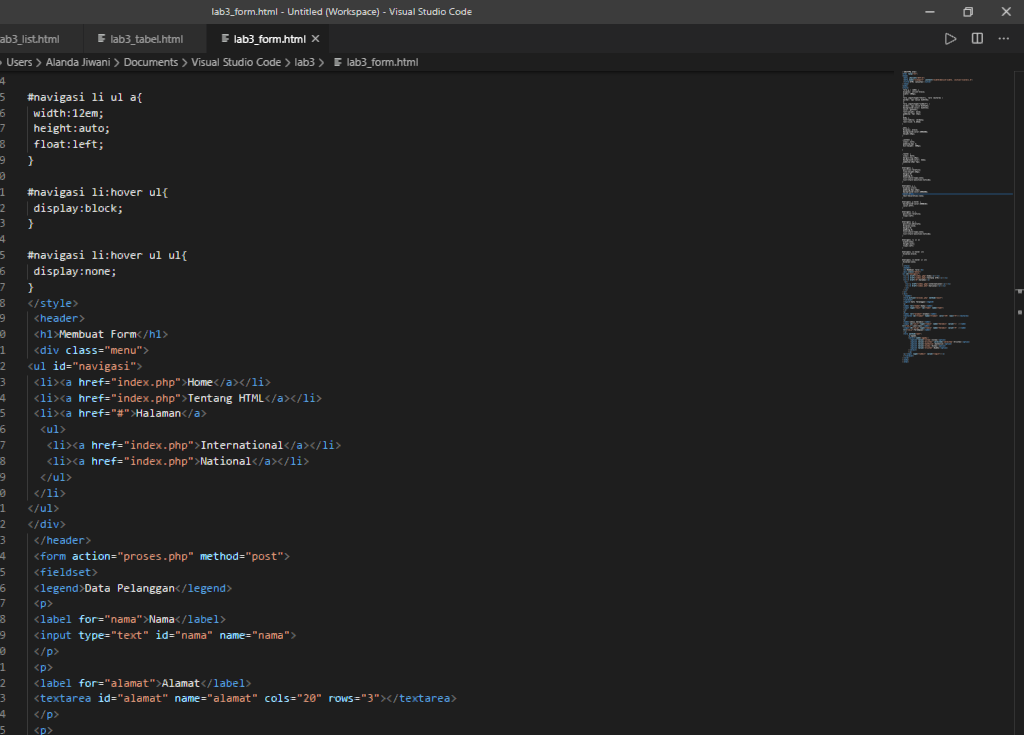 lab3_form.html - Untitled (Workspace) - Visual Studio Code
ab3_list.html lab3_tabel.html lab3_form.html
Users > Alanda Jiwani > Documents > Visual Studio Code > lab3 > lab3_form.html
4
5 #navigasi li ul a{
6 width:12em;
7 height:auto;
8 float:left;
9 }
0
1 #navigasi li:hover ul{
2 display:block;
3 }
4
5 #navigasi li:hover ul ul{
6 display:none;
7 }
8 </style>
9 <header>
0 <h1>Membuat Form</h1>
1 <div class="menu">
2 <ul id="navigasi">
3 <li><a href="index.php">Home</a></li>
4 <li><a href="index.php">Tentang HTML</a></li>
5 <li><a href="#">Halaman</a>
6 <ul>
7 <li><a href="index.php">International</a></li>
8 <li><a href="index.php">National</a></li>
9 </ul>
0 </li>
1 </ul>
2 </div>
3 </header>
4 <form action="proses.php" method="post">
5 <fieldset>
6 <legend>Data Pelanggan</legend>
7 <p>
8 <label for="nama">Nama</label>
9 <input type="text" id="nama" name="nama">
0 </p>
1 <p>
2 <label for="alamat">Alamat</label>
3 <textarea id="alamat" name="alamat" cols="20" rows="3"></textarea>
4 </p>
5 <p>